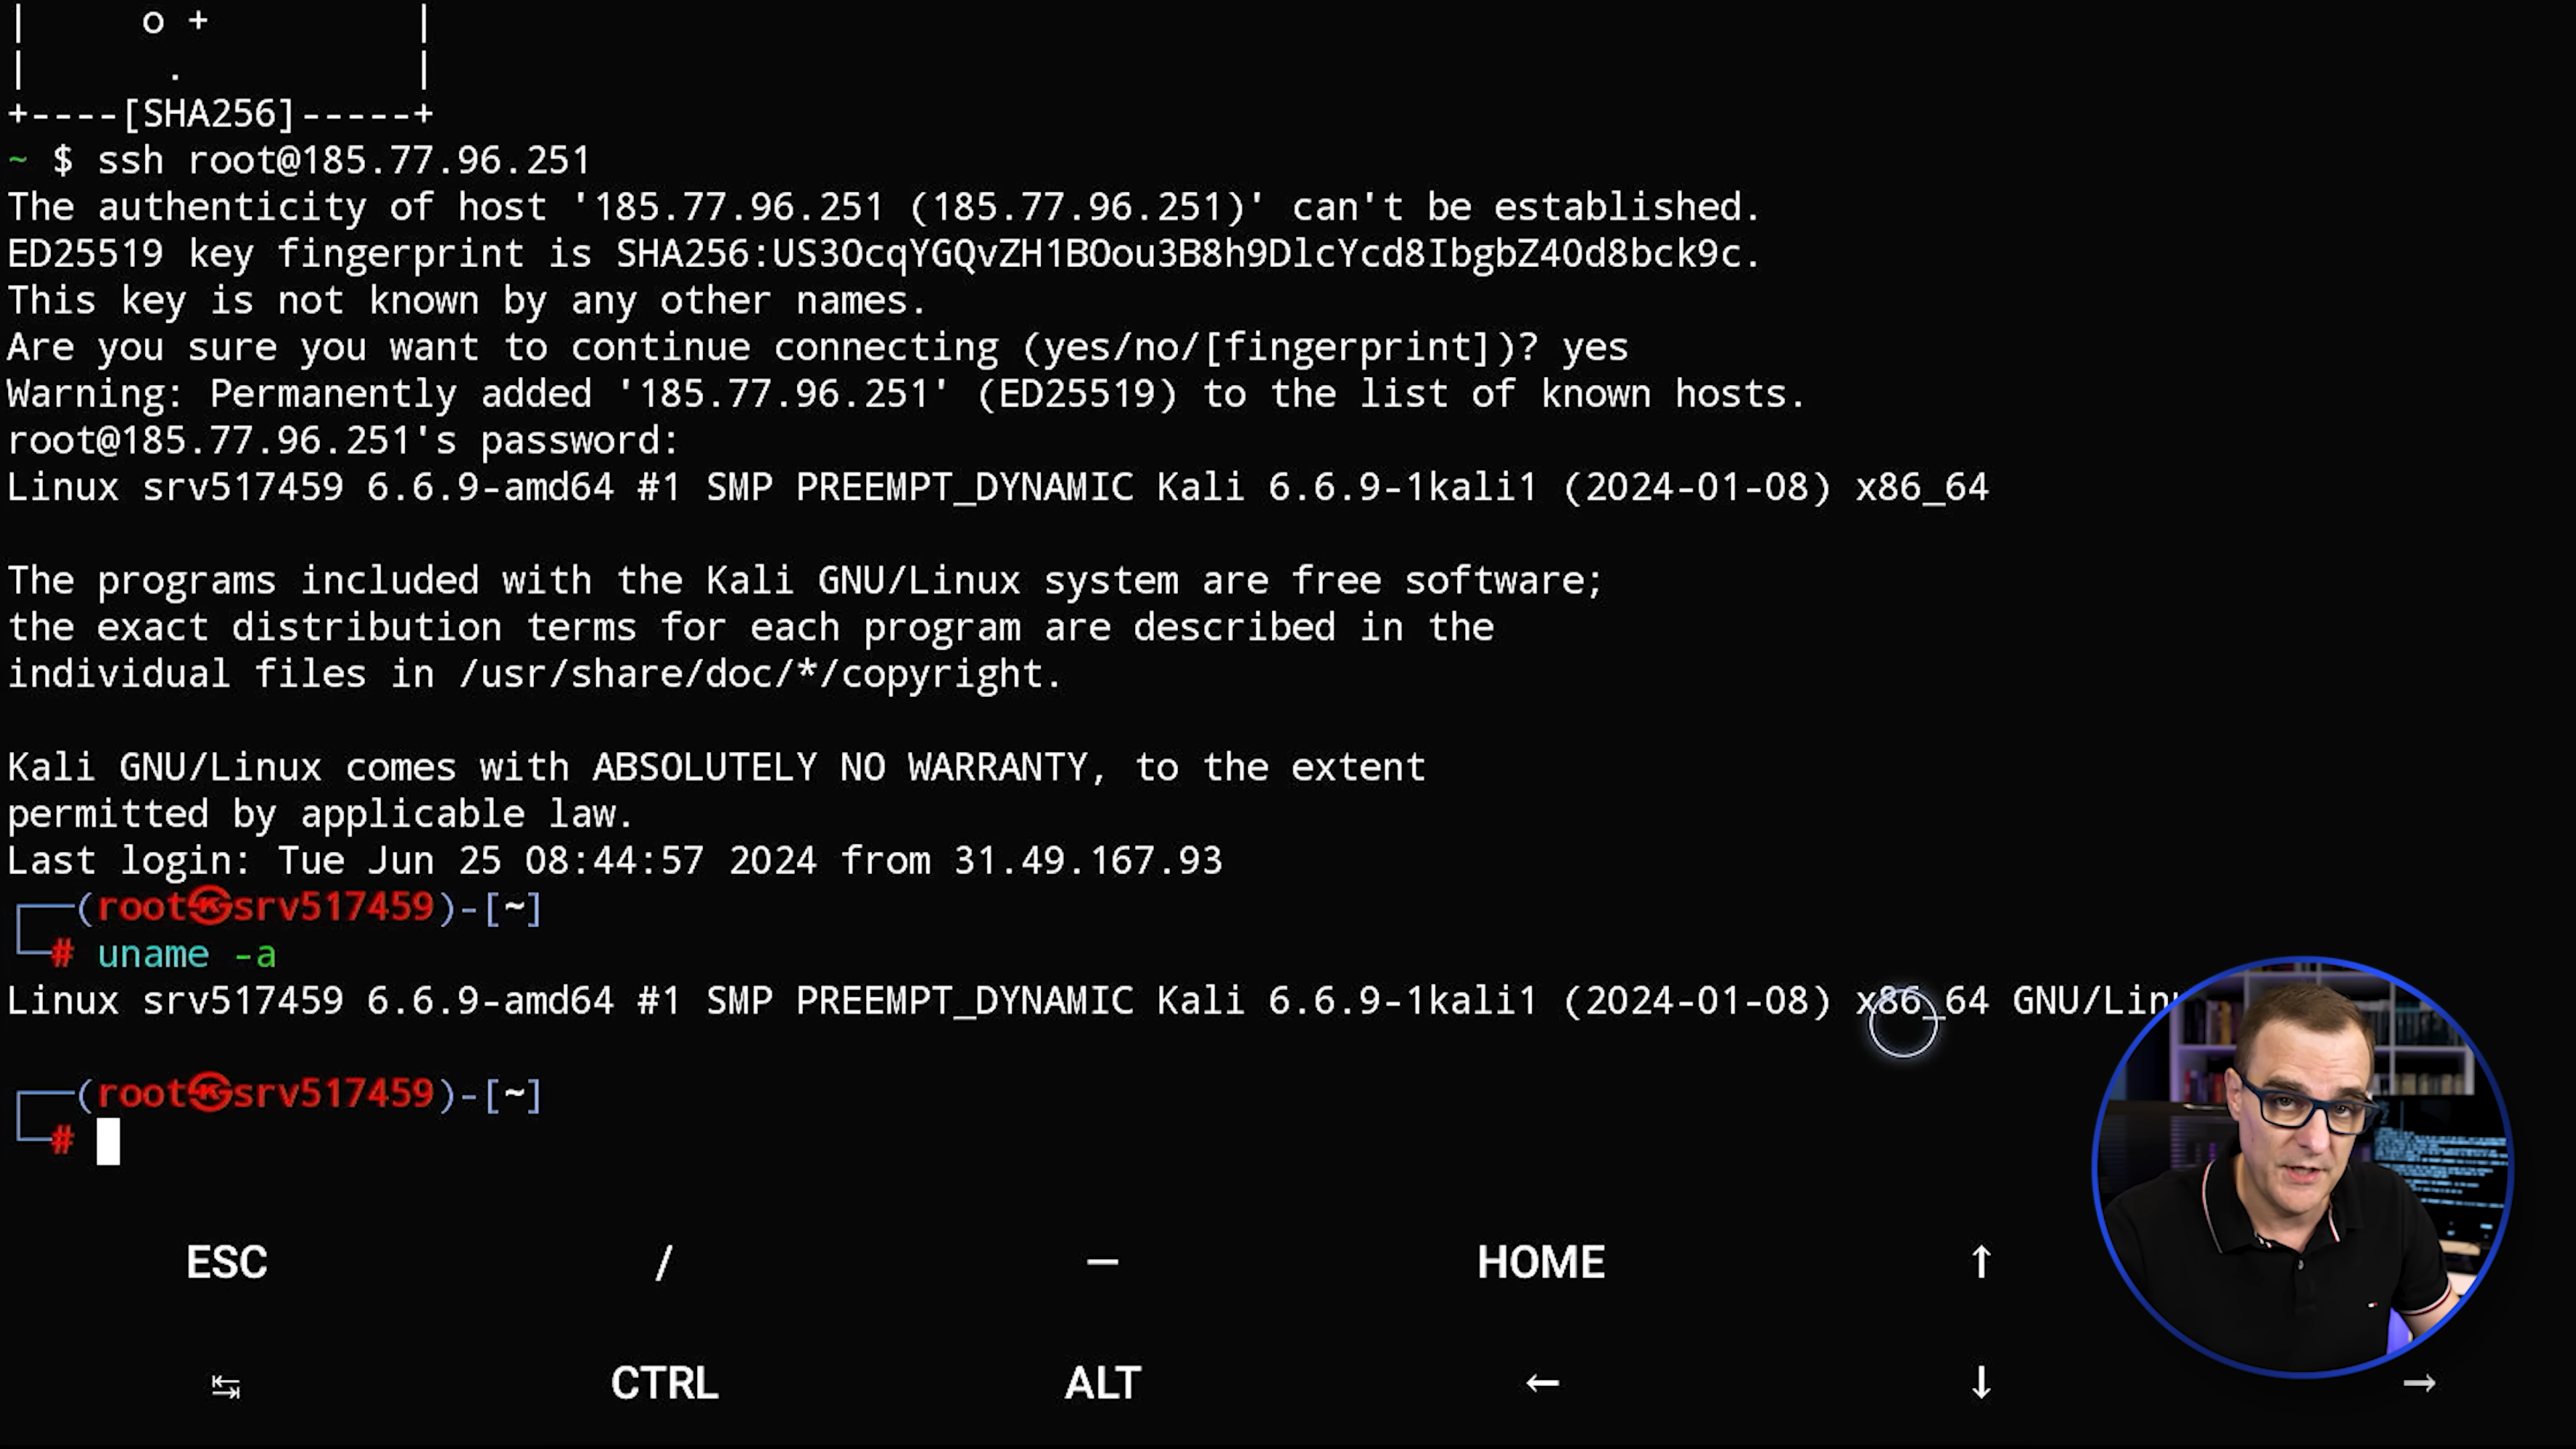 |     o +         |
|      .          |
+----[SHA256]-----+
~ $ ssh root@185.77.96.251
The authenticity of host '185.77.96.251 (185.77.96.251)' can't be established.
ED25519 key fingerprint is SHA256:US3OcqYGQvZH1BOou3B8h9DlcYcd8IbgbZ4Od8bck9c.
This key is not known by any other names.
Are you sure you want to continue connecting (yes/no/[fingerprint])? yes
Warning: Permanently added '185.77.96.251' (ED25519) to the list of known hosts.
root@185.77.96.251's password:
Linux srv517459 6.6.9-amd64 #1 SMP PREEMPT_DYNAMIC Kali 6.6.9-1kali1 (2024-01-08) x86_64
The programs included with the Kali GNU/Linux system are free software;
the exact distribution terms for each program are described in the
individual files in /usr/share/doc/*/copyright.
Kali GNU/Linux comes with ABSOLUTELY NO WARRANTY, to the extent
permitted by applicable law.
Last login: Tue Jun 25 08:44:57 2024 from 31.49.167.93
┌──(root㉿srv517459)-[~]
└─# uname -a
Linux srv517459 6.6.9-amd64 #1 SMP PREEMPT_DYNAMIC Kali 6.6.9-1kali1 (2024-01-08) x86_64 GNU/Linu
┌──(root㉿srv517459)-[~]
└─#
ESC / — HOME ↑
↹ CTRL ALT ← ↓ →